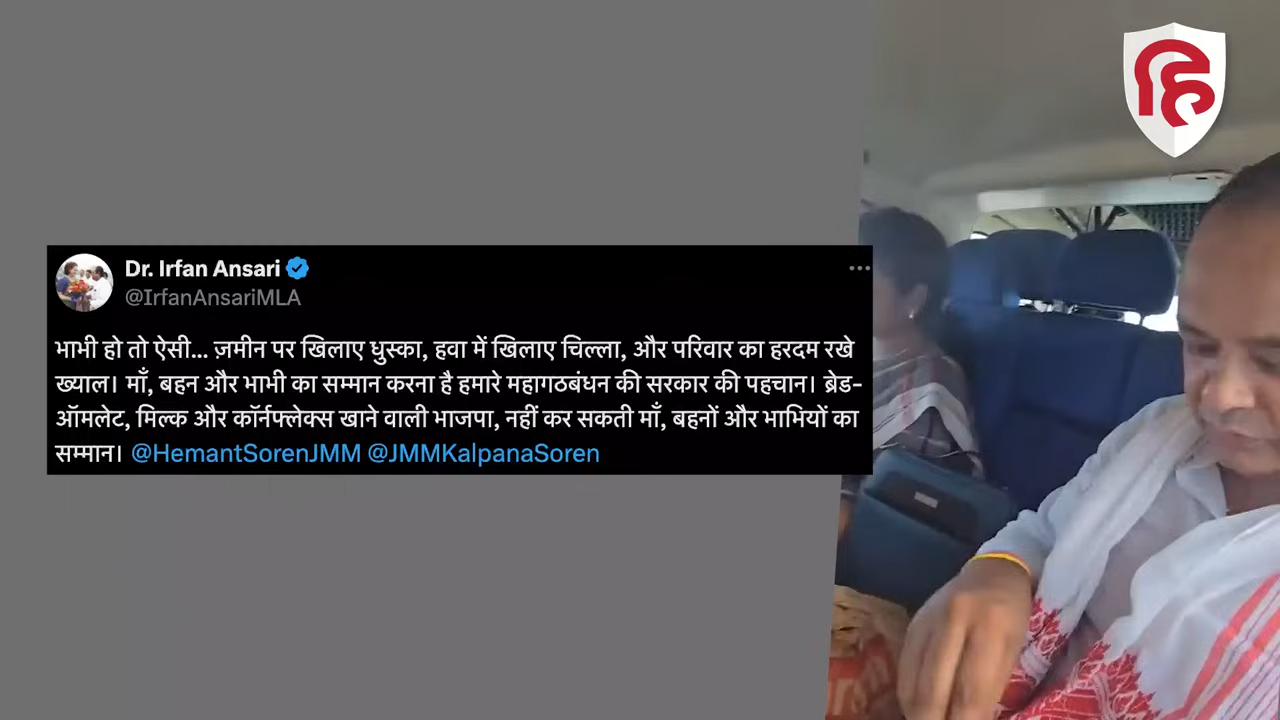 हि
Dr. Irfan Ansari
@IrfanAnsariMLA
भाभी हो तो ऐसी... ज़मीन पर खिलाए धुस्का, हवा में खिलाए चिल्ला, और परिवार का हरदम रखे
ख्याल। माँ, बहन और भाभी का सम्मान करना है हमारे महागठबंधन की सरकार की पहचान। ब्रेड-
ऑमलेट, मिल्क और कॉर्नफ्लेक्स खाने वाली भाजपा, नहीं कर सकती माँ, बहनों और भाभियों का
सम्मान। @HemantSorenJMM @JMMKalpanaSoren